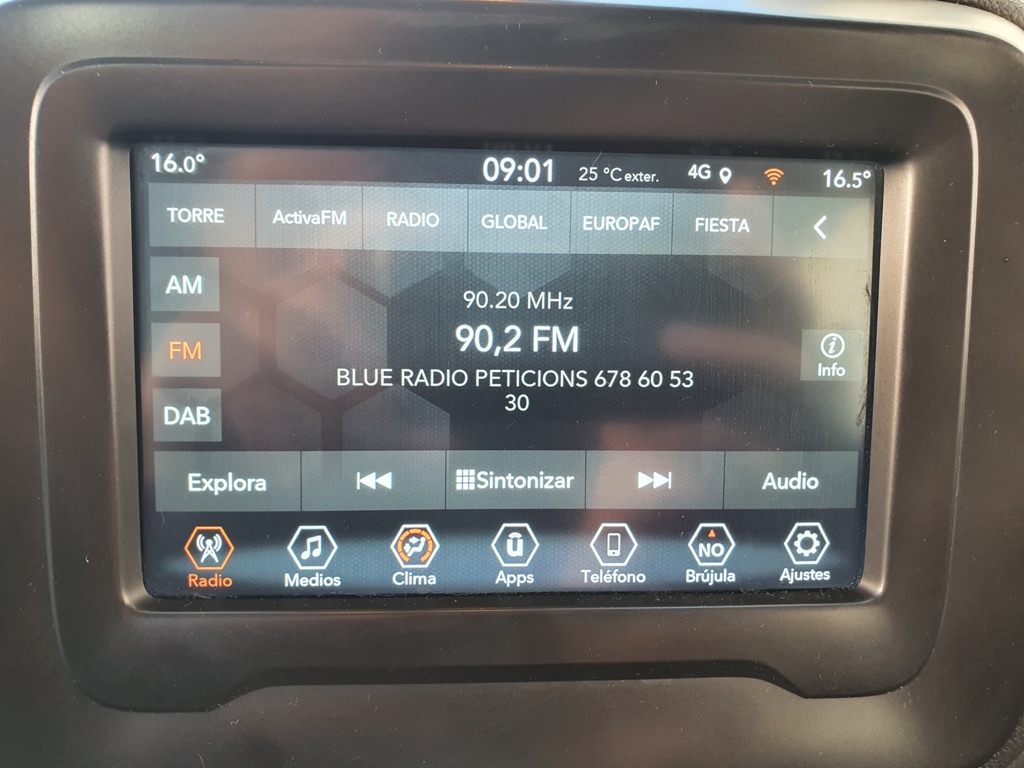 16.0° 09:01 25 °C exter. 4G 16.5°
TORRE ActivaFM RADIO GLOBAL EUROPAF FIESTA
AM
90.20 MHz
FM
90,2 FM
Info
BLUE RADIO PETICIONS 678 60 53
30
DAB
Explora Sintonizar Audio
NO
Radio Medios Clima Apps Teléfono Brújula Ajustes